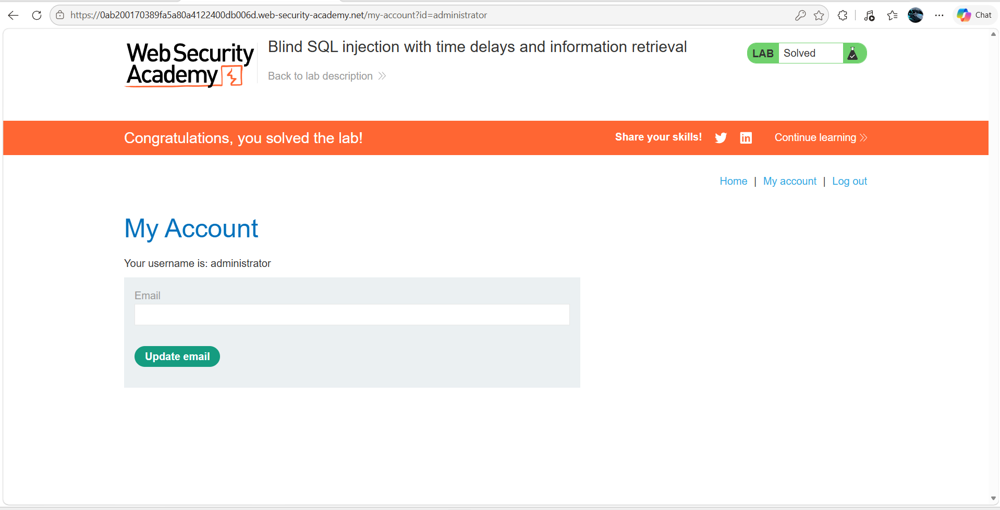 https://0ab200170389fa5a80a4122400db006d.web-security-academy.net/my-account?id=administrator
Chat
Web Security
Academy
Blind SQL injection with time delays and information retrieval
Back to lab description
LAB Solved
Congratulations, you solved the lab!
Share your skills!
in
Continue learning
Home | My account | Log out
My Account
Your username is: administrator
Email
Update email